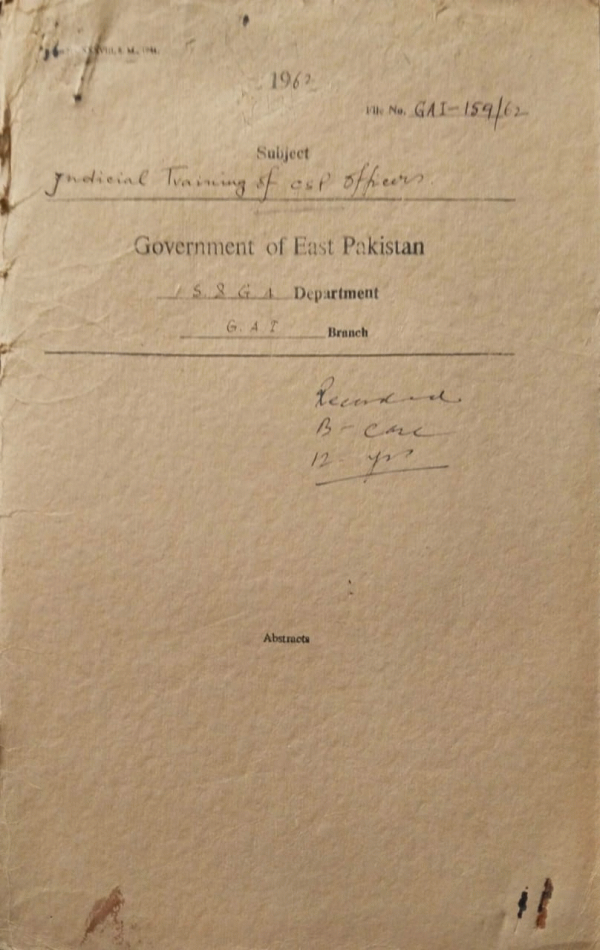 1962
File No. GAI-159/62
Subject
Judicial Training of CSP Officers.
Government of East Pakistan
S & G A Department
G. A I Branch
Recorded
B- Case
12 yrs
Abstracts